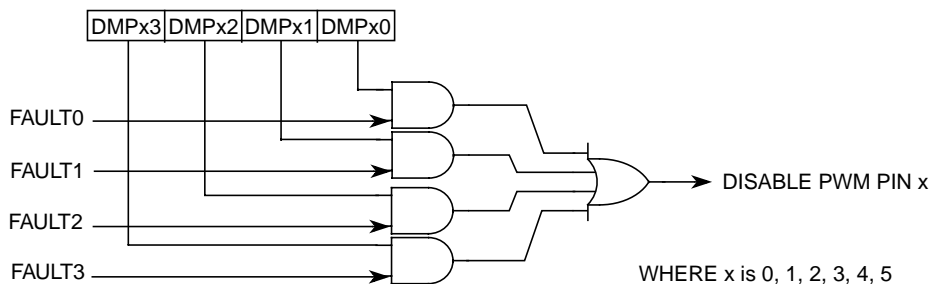 DMPx3 DMPx2 DMPx1 DMPx0
FAULT0
FAULT1
DISABLE PWM PIN x
FAULT2
FAULT3
WHERE x is 0, 1, 2, 3, 4, 5